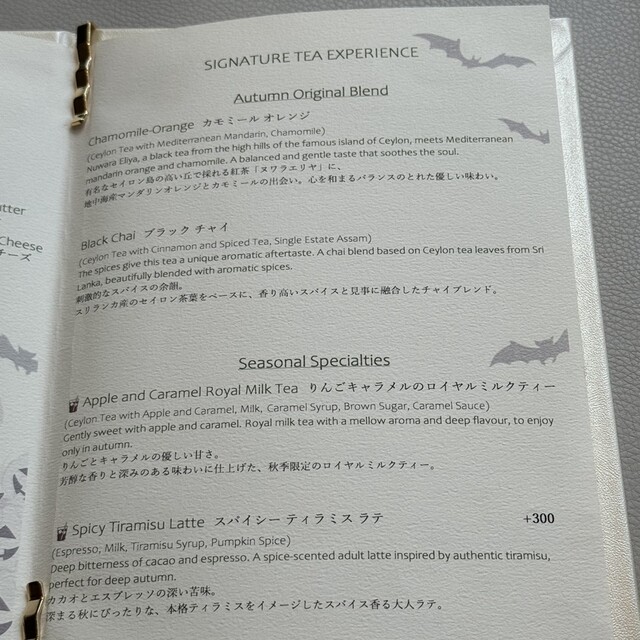 utter
Cheese
チーズ
SIGNATURE TEA EXPERIENCE
Autumn Original Blend
Chamomile-Orange カモミール オレンジ
(Ceylon Tea with Mediterranean Mandarin, Chamomile)
Nuwara Eliya, a black tea from the high hills of the famous island of Ceylon, meets Mediterranean
mandarin orange and chamomile. A balanced and gentle taste that soothes the soul.
有名なセイロン島の高い丘で採れる紅茶「ヌワラエリヤ」に、
地中海産マンダリンオレンジとカモミールの出会い。心を和まるバランスのとれた優しい味わい。
Black Chai ブラック チャイ
(Ceylon Tea with Cinnamon and Spiced Tea, Single Estate Assam)
The spices give this tea a unique aromatic aftertaste. A chai blend based on Ceylon tea leaves from Sri
Lanka, beautifully blended with aromatic spices.
刺激的なスパイスの余韻。
スリランカ産のセイロン茶葉をベースに、香り高いスパイスと見事に融合したチャイブレンド。
Seasonal Specialties
Apple and Caramel Royal Milk Tea りんごキャラメルのロイヤルミルクティー
(Ceylon Tea with Apple and Caramel, Milk, Caramel Syrup, Brown Sugar, Caramel Sauce)
Gently sweet with apple and caramel. Royal milk tea with a mellow aroma and deep flavour, to enjoy
only in autumn.
りんごとキャラメルの優しい甘さ。
芳醇な香りと深みのある味わいに仕上げた、秋季限定のロイヤルミルクティー。
Spicy Tiramisu Latte スパイシー ティラミス ラテ +300
(Espresso, Milk, Tiramisu Syrup, Pumpkin Spice)
Deep bitterness of cacao and espresso. A spice-scented adult latte inspired by authentic tiramisu,
perfect for deep autumn.
カカオとエスプレッソの深い苦味。
深まる秋にぴったりな、本格ティラミスをイメージしたスパイス香る大人ラテ。